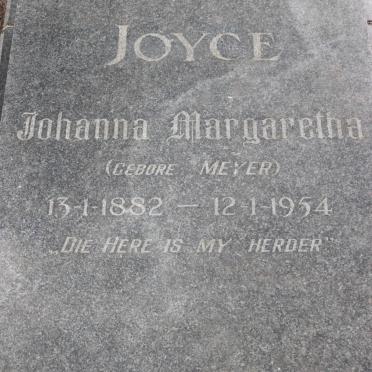 JOYCE
Johanna Margaretha
(GEBORE MEYER)
13-1-1882 — 12-1-1954
„DIE HERE IS MY HERDER"